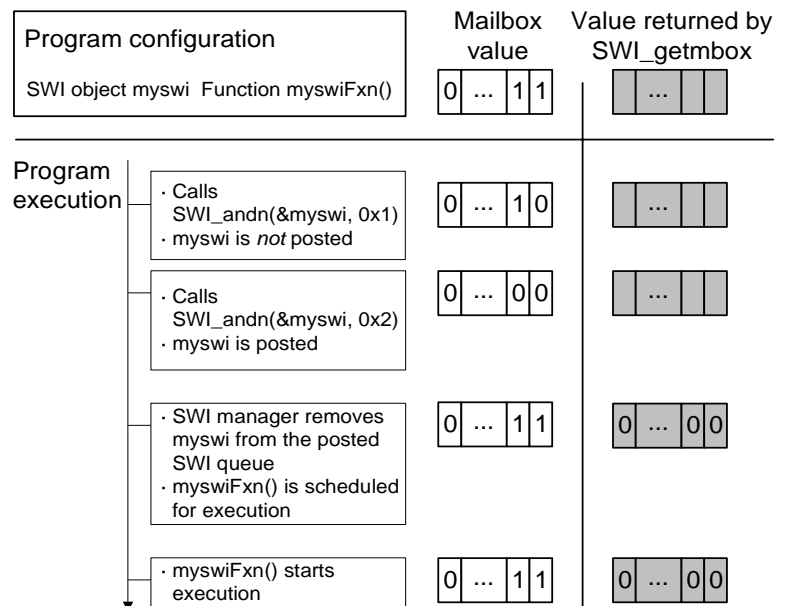 Program configuration
SWI object myswi Function myswiFxn()
Mailbox
value
Value returned by
SWI_getmbox
0 ... 1 1
...
Program
execution
· Calls
SWI_andn(&myswi, 0x1)
· myswi is not posted
0 ... 1 0
...
· Calls
SWI_andn(&myswi, 0x2)
· myswi is posted
0 ... 0 0
...
· SWI manager removes
myswi from the posted
SWI queue
· myswiFxn() is scheduled
for execution
0 ... 1 1
0 ... 0 0
· myswiFxn() starts
execution
0 ... 1 1
0 ... 0 0